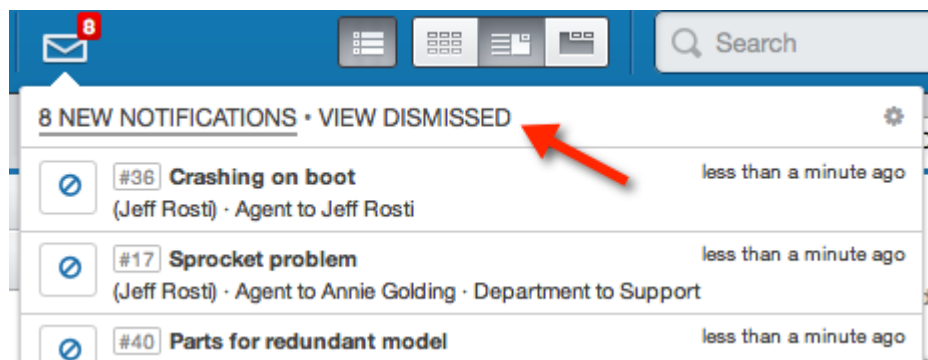 8
Search
8 NEW NOTIFICATIONS • VIEW DISMISSED
#36 Crashing on boot less than a minute ago
(Jeff Rosti) · Agent to Jeff Rosti
#17 Sprocket problem less than a minute ago
(Jeff Rosti) · Agent to Annie Golding · Department to Support
#40 Parts for redundant model less than a minute ago